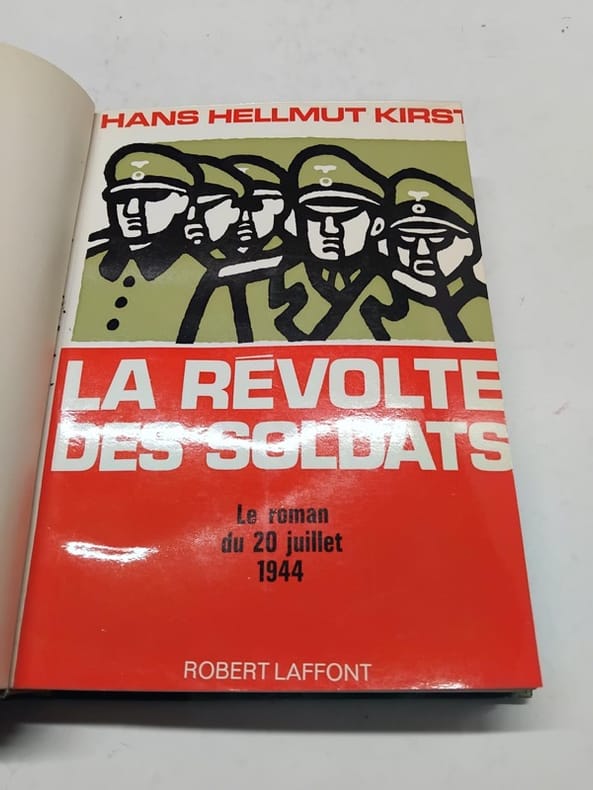 HANS HELLMUT KIRST
LA RÉVOLTE
DES SOLDATS
Le roman
du 20 juillet
1944
ROBERT LAFFONT